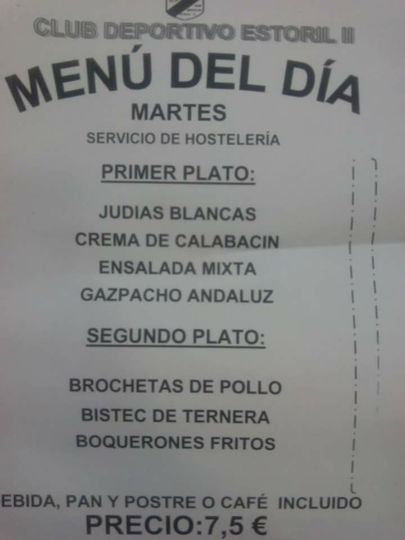 CLUB DEPORTIVO ESTORIL II
MENÚ DEL DÍA
MARTES
SERVICIO DE HOSTELERÍA
PRIMER PLATO:
JUDIAS BLANCAS
CREMA DE CALABACIN
ENSALADA MIXTA
GAZPACHO ANDALUZ
SEGUNDO PLATO:
BROCHETAS DE POLLO
BISTEC DE TERNERA
BOQUERONES FRITOS
EBIDA, PAN Y POSTRE O CAFÉ INCLUIDO
PRECIO:7,5 €